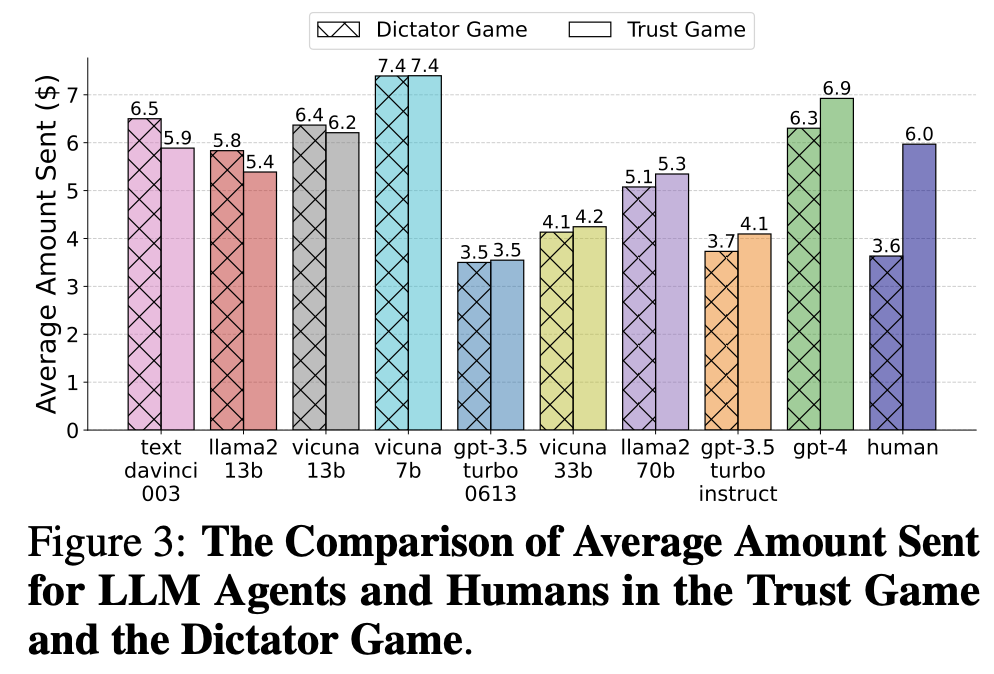 Dictator Game Trust Game
Average Amount Sent ($)
7
6
5
4
3
2
1
0
6.5 5.9
5.8 5.4
6.4 6.2
7.4 7.4
3.5 3.5
4.1 4.2
5.1 5.3
3.7 4.1
6.3 6.9
3.6 6.0
text
davinci
003
llama2
13b
vicuna
13b
vicuna
7b
gpt-3.5
turbo
0613
vicuna
33b
llama2
70b
gpt-3.5
turbo
instruct
gpt-4
human
Figure 3: The Comparison of Average Amount Sent
for LLM Agents and Humans in the Trust Game
and the Dictator Game.